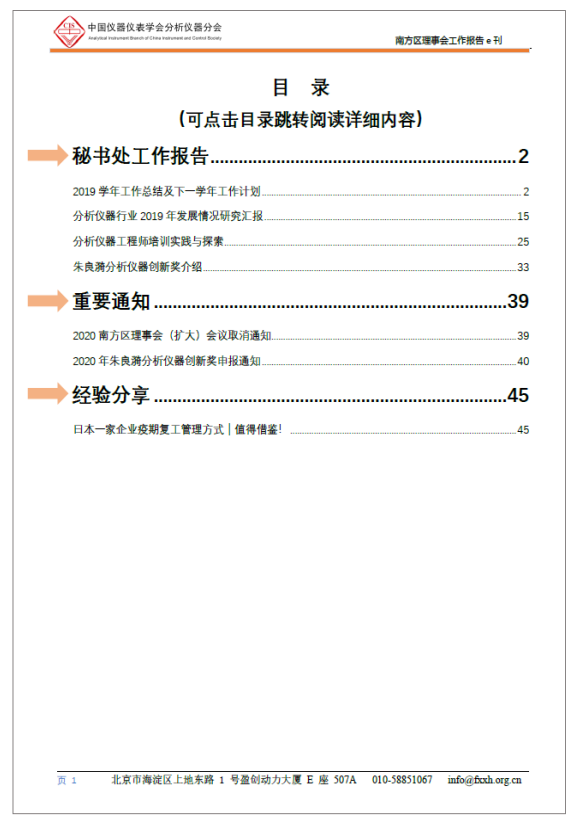 CIS
中国仪器仪表学会分析仪器分会
Analytical Instrument Branch of China Instrument and Control Society
南方区理事会工作报告 e 刊
目 录
(可点击目录跳转阅读详细内容)
秘书处工作报告 2
2019 学年工作总结及下一学年工作计划 2
分析仪器行业 2019 年发展情况研究汇报 15
分析仪器工程师培训实践与探索 25
朱良漪分析仪器创新奖介绍 33
重要通知 39
2020 南方区理事会（扩大）会议取消通知 39
2020 年朱良漪分析仪器创新奖申报通知 40
经验分享 45
日本一家企业疫期复工管理方式|值得借鉴! 45
页 1 北京市海淀区上地东路 1 号盈创动力大厦 E 座 507A 010-58851067 info@fxxh.org.cn